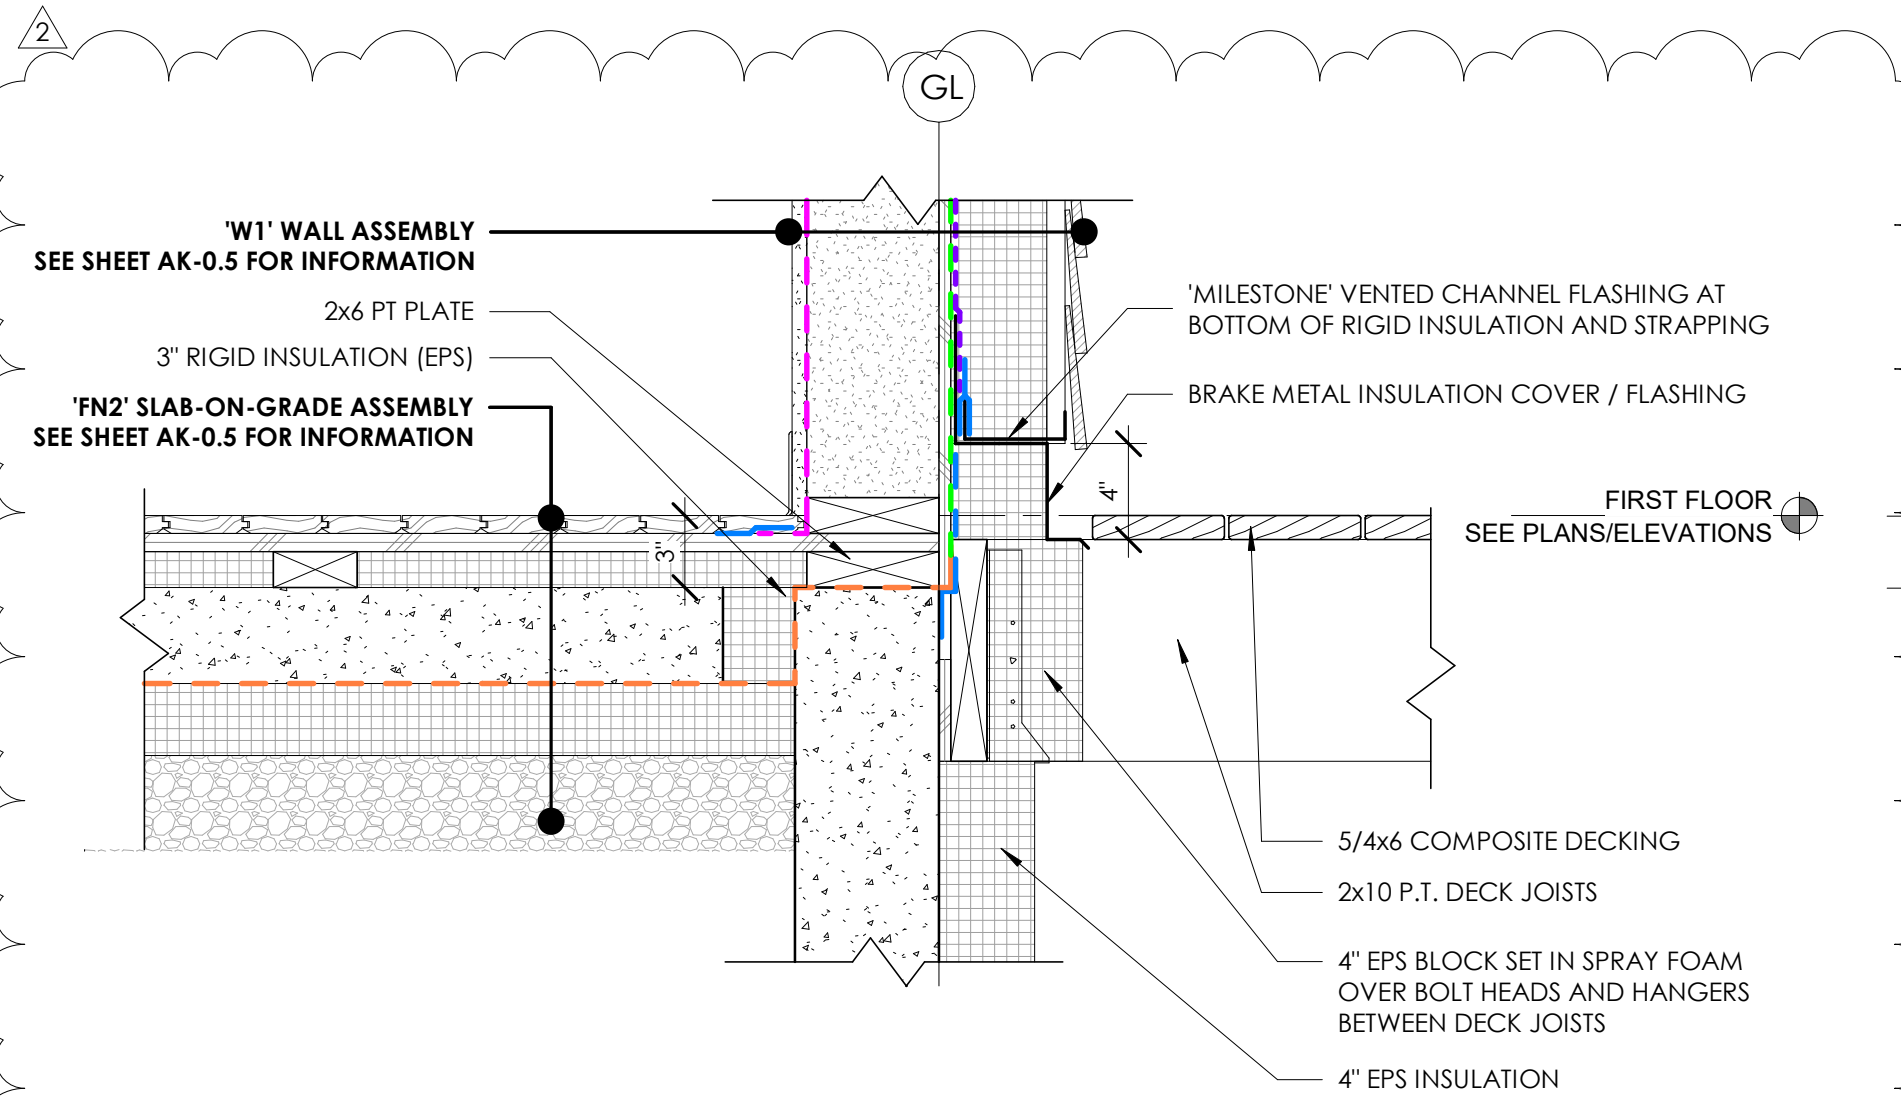 2
GL
'W1' WALL ASSEMBLY
SEE SHEET AK-0.5 FOR INFORMATION
2x6 PT PLATE
3" RIGID INSULATION (EPS)
'FN2' SLAB-ON-GRADE ASSEMBLY
SEE SHEET AK-0.5 FOR INFORMATION
3"
'MILESTONE' VENTED CHANNEL FLASHING AT
BOTTOM OF RIGID INSULATION AND STRAPPING
BRAKE METAL INSULATION COVER / FLASHING
4"
FIRST FLOOR
SEE PLANS/ELEVATIONS
5/4x6 COMPOSITE DECKING
2x10 P.T. DECK JOISTS
4" EPS BLOCK SET IN SPRAY FOAM
OVER BOLT HEADS AND HANGERS
BETWEEN DECK JOISTS
4" EPS INSULATION